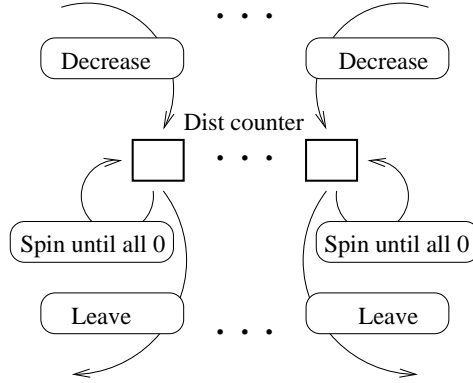 Decrease
Decrease
Dist counter
Spin until all 0
Spin until all 0
Leave
Leave